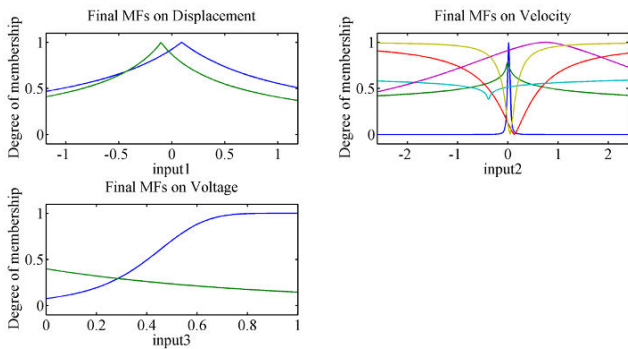 Final MFs on Displacement
Degree of membership
1
0.5
0
-1
-0.5
0
0.5
1
input1
Final MFs on Velocity
Degree of membership
1
0.5
0
-2
-1
0
1
2
input2
Final MFs on Voltage
Degree of membership
1
0.5
0
0
0.2
0.4
0.6
0.8
1
input3